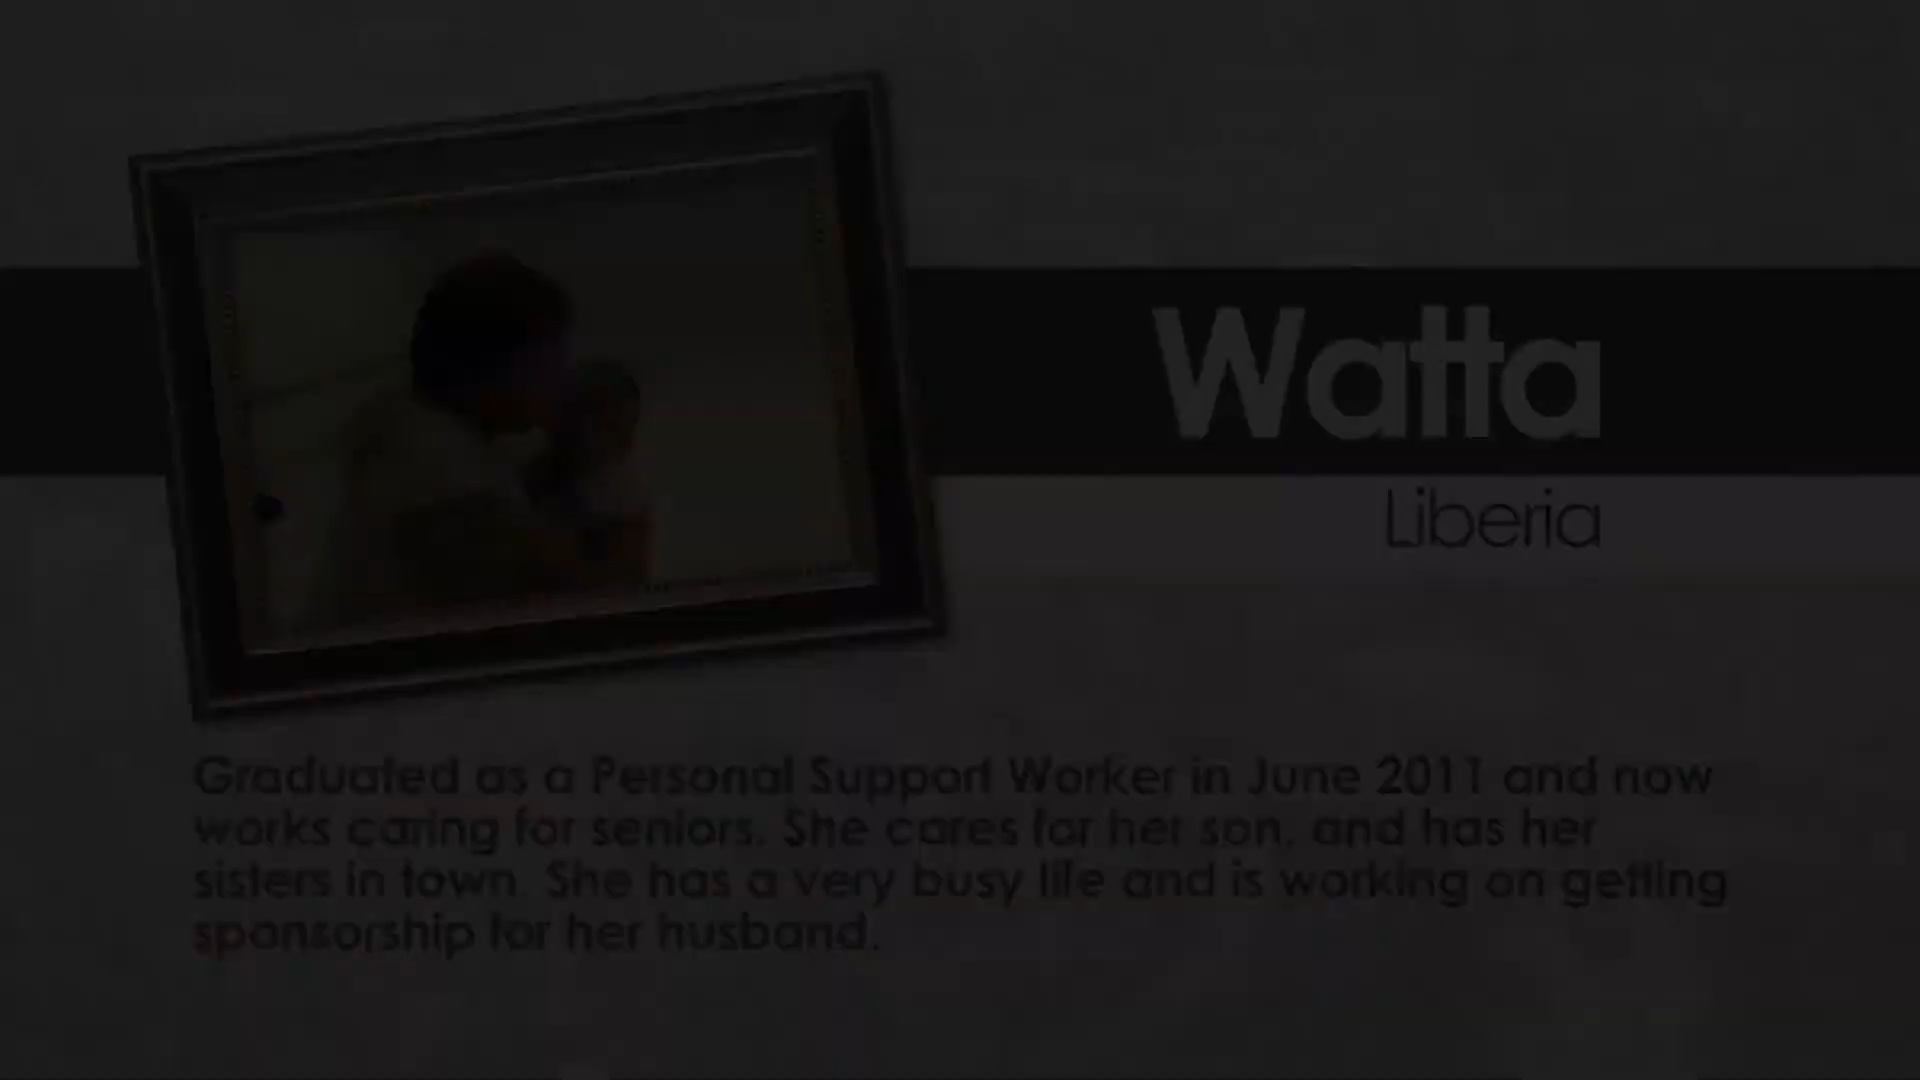 Watta
Liberia
Graduated as a Personal Support Worker in June 2011 and now
works caring for seniors. She cares for her son, and has her
sisters in town. She has a very busy life and is working on getting
sponsorship for her husband.